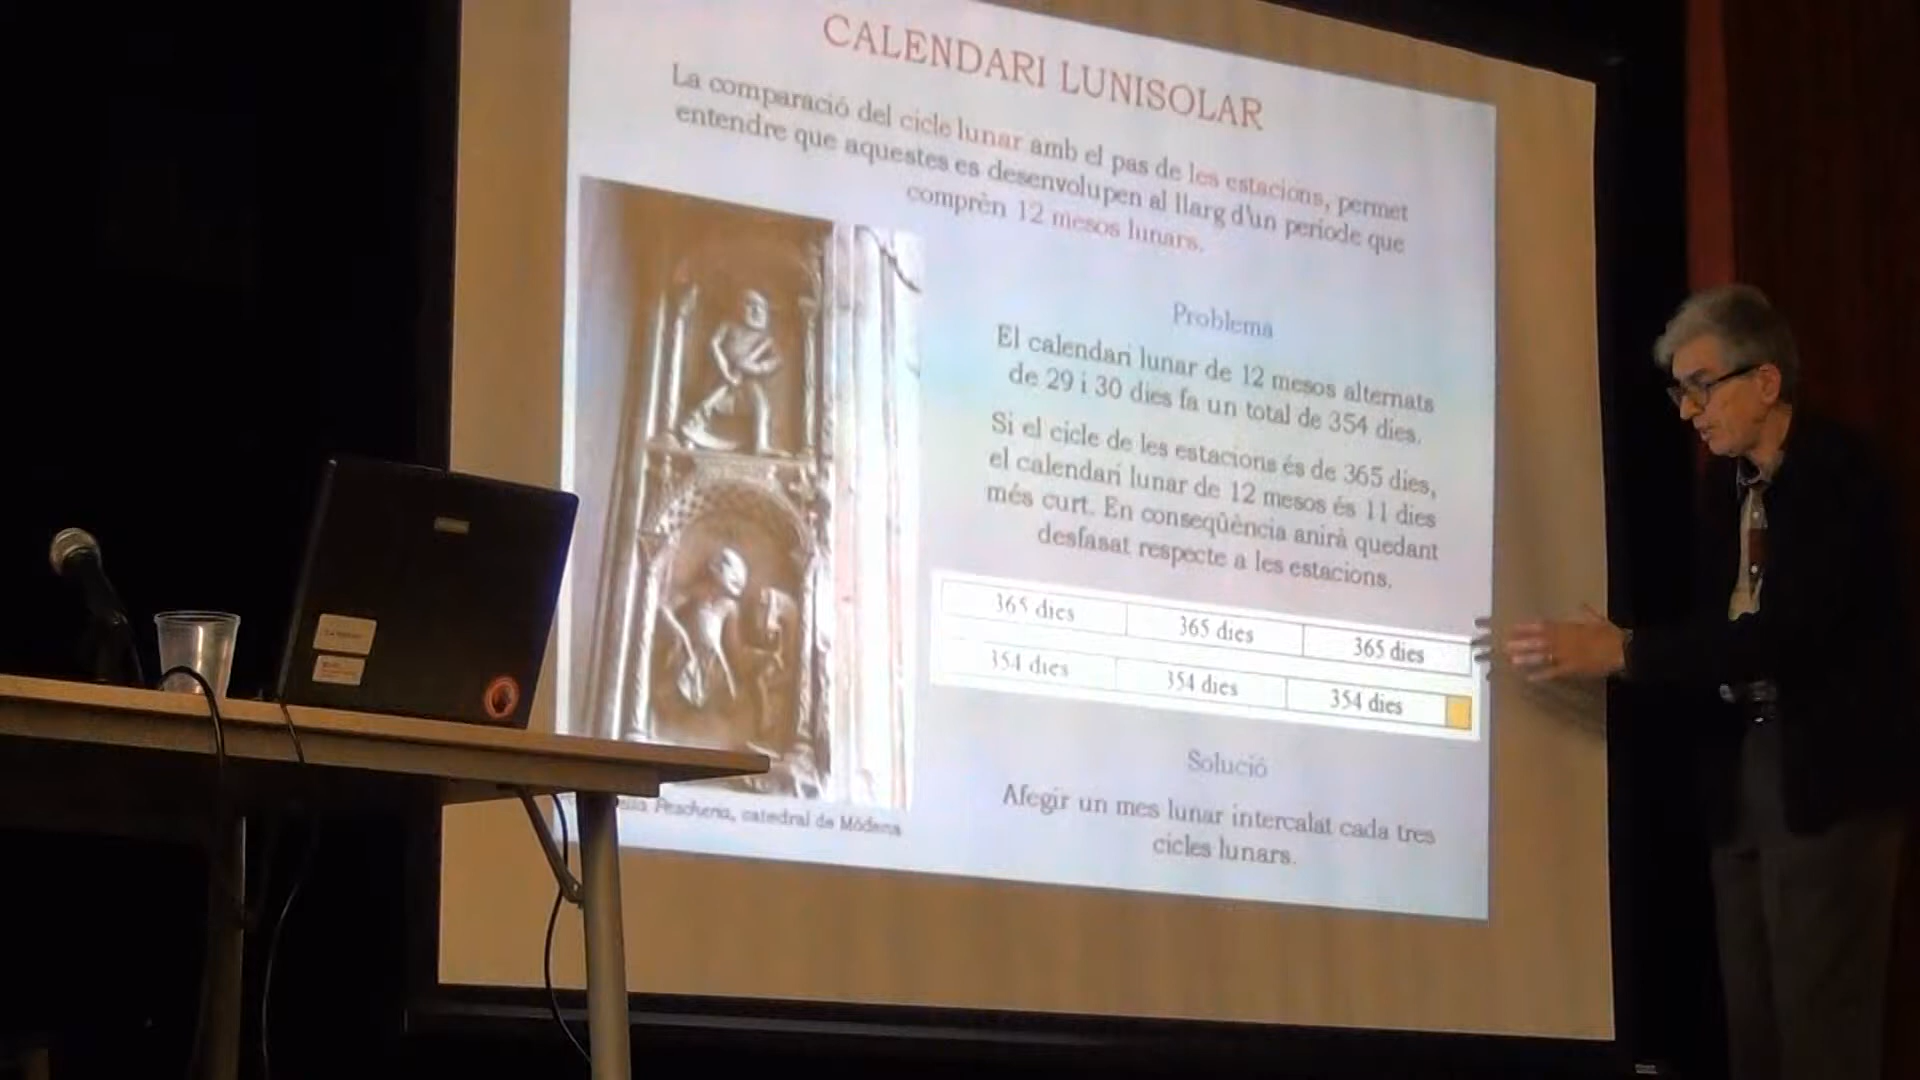 CALENDARI LUNISOLAR
La comparació del cicle lunar amb el pas de les estacions, permet
entendre que aquestes es desenvolupen al llarg d'un període que
comprèn 12 mesos lunars.
Problema
El calendari lunar de 12 mesos alternats
de 29 i 30 dies fa un total de 354 dies.
Si el cicle de les estacions és de 365 dies,
el calendari lunar de 12 mesos és 11 dies
més curt. En conseqüència anirà quedant
desfasat respecte a les estacions.
365 dies 365 dies 365 dies
354 dies 354 dies 354 dies
Solució
Afegir un mes lunar intercalat cada tres
cicles lunars.
Pescheria, catedral de Mòdena